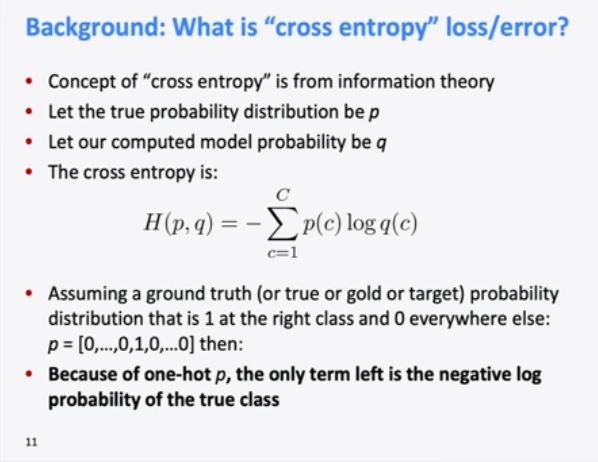 Background: What is “cross entropy” loss/error?
• Concept of “cross entropy” is from information theory
• Let the true probability distribution be p
• Let our computed model probability be q
• The cross entropy is:
C
H(p, q) = − ∑ p(c) log q(c)
c=1
• Assuming a ground truth (or true or gold or target) probability
distribution that is 1 at the right class and 0 everywhere else:
p = [0,…,0,1,0,…0] then:
• Because of one-hot p, the only term left is the negative log
probability of the true class
11